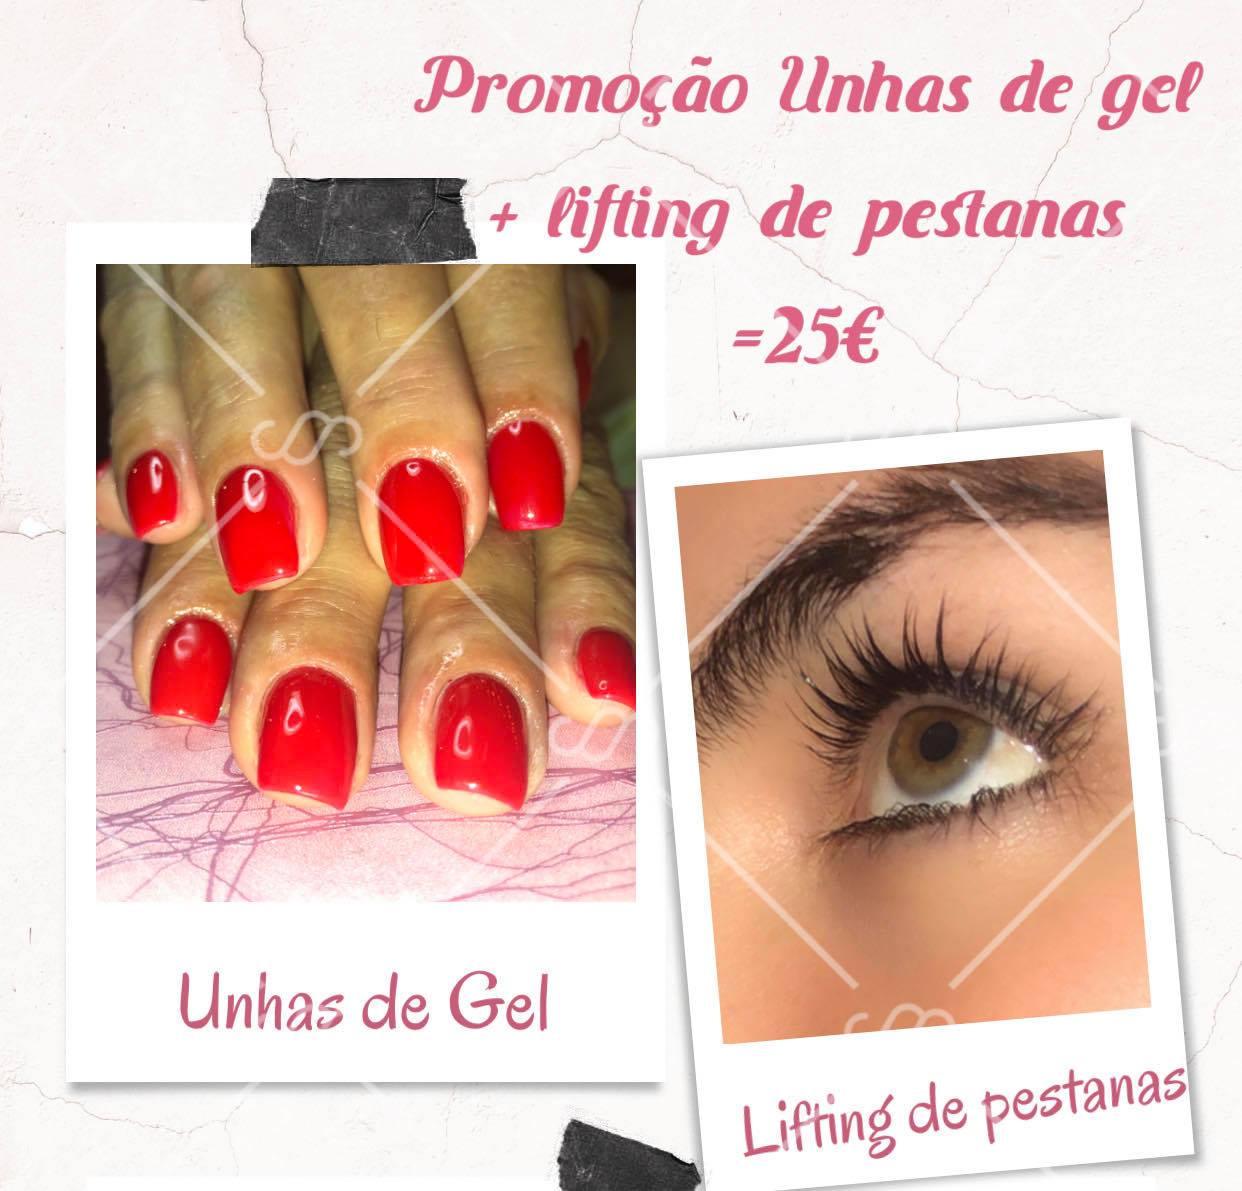 Promoção Unhas de gel
+ lifting de pestanas
=25€
Unhas de Gel
Lifting de pestanas